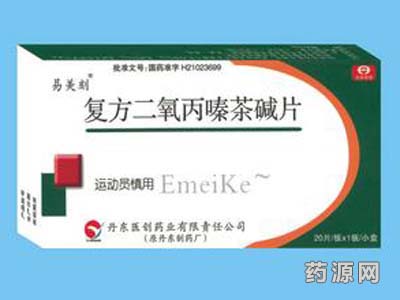 批准文号:国药准字 H21023699
易美刻®
复方二氧丙嗪茶碱片
运动员慎用
EmeiKe~
丹东医创药业有限责任公司
(原丹东制药厂)
20片/板x1板/小盒
药源网